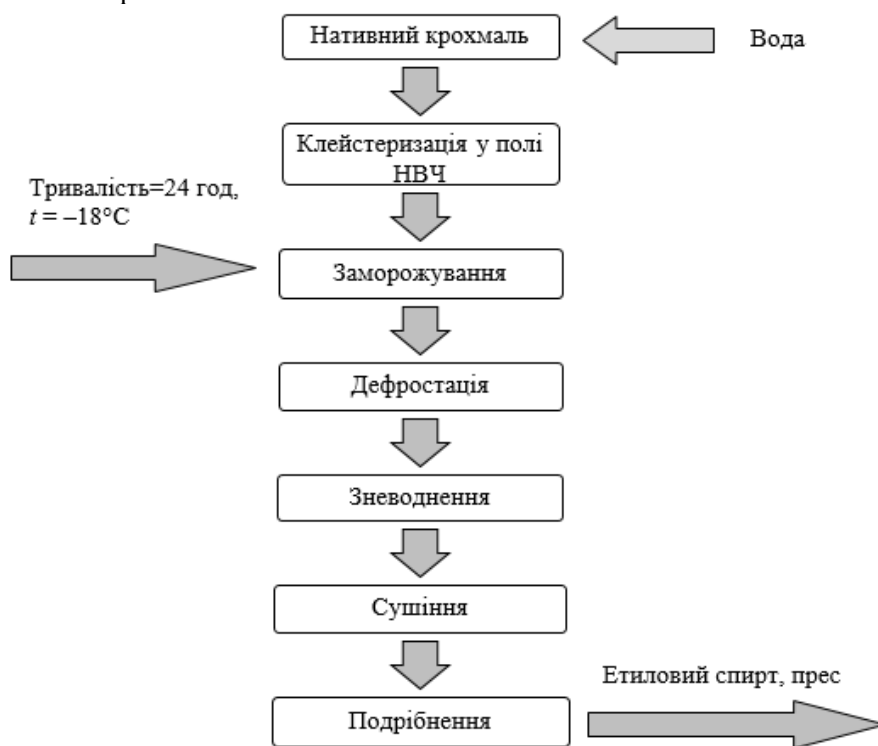 Нативний крохмаль
Вода
Клейстеризація у полі
НВЧ
Тривалість=24 год,
t = –18°C
Заморожування
Дефростація
Зневоднення
Сушіння
Етиловий спирт, прес
Подрібнення